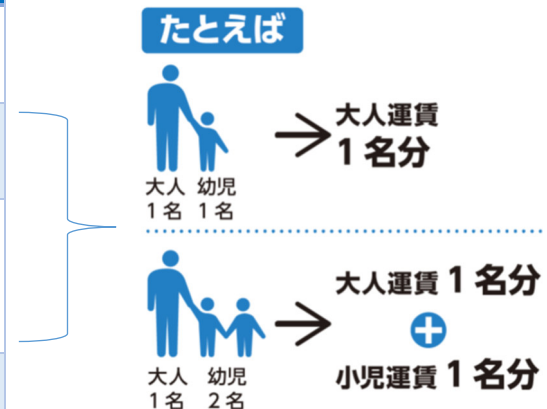 たとえば
大人 幼児
1名 1名
大人運賃
1名分
大人 幼児
1名 2名
大人運賃 1名分
+
小児運賃 1名分